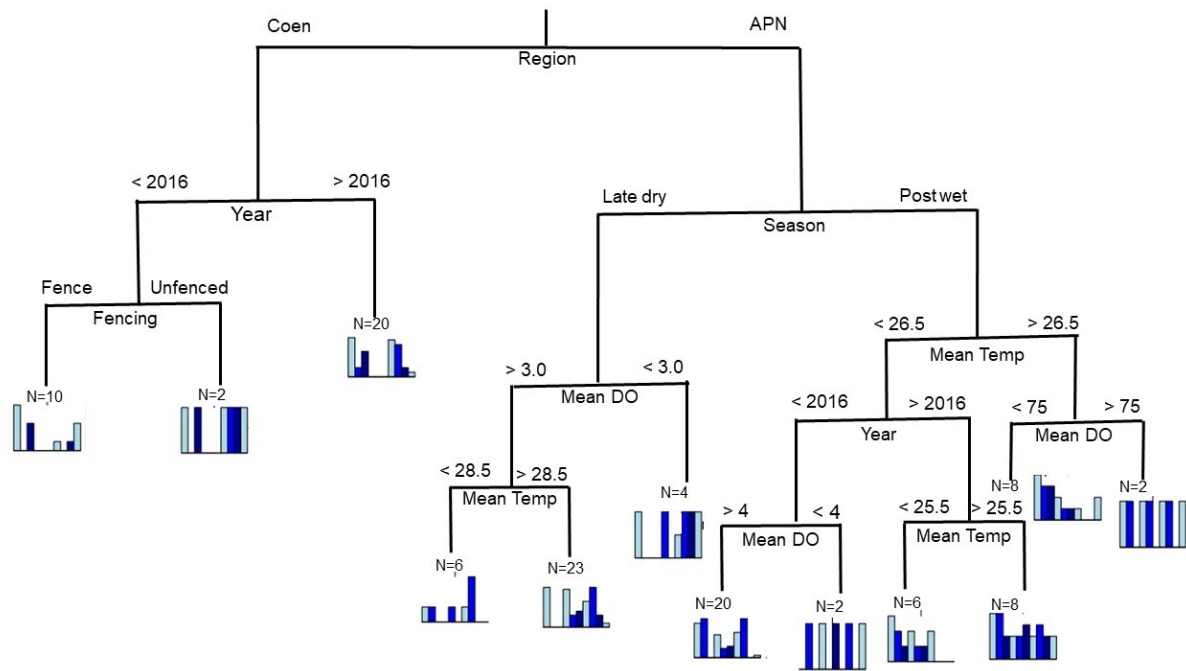 Coen
APN
Region
< 2016
> 2016
Year
Late dry
Post wet
Season
Fence
Unfenced
Fencing
N=20
< 26.5
> 26.5
Mean Temp
N=10
N=2
> 3.0
< 3.0
Mean DO
< 2016
> 2016
Year
< 75
> 75
Mean DO
< 28.5
> 28.5
Mean Temp
N=4
N=8
N=2
> 4
< 4
Mean DO
< 25.5
> 25.5
Mean Temp
N=6
N=23
N=20
N=2
N=6
N=8